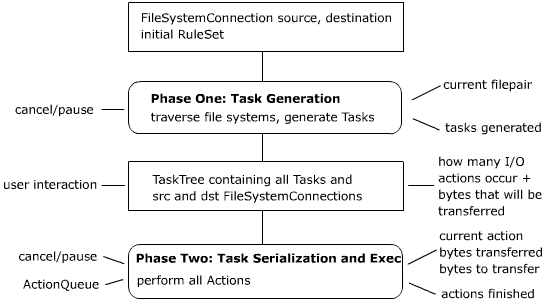 FileSystemConnection source, destination
initial RuleSet
cancel/pause
Phase One: Task Generation
traverse file systems, generate Tasks
current filepair
tasks generated
user interaction
TaskTree containing all Tasks and
src and dst FileSystemConnections
how many I/O
actions occur +
bytes that will be
transferred
cancel/pause
ActionQueue
Phase Two: Task Serialization and Exec
perform all Actions
current action
bytes transferred
bytes to transfer
actions finished